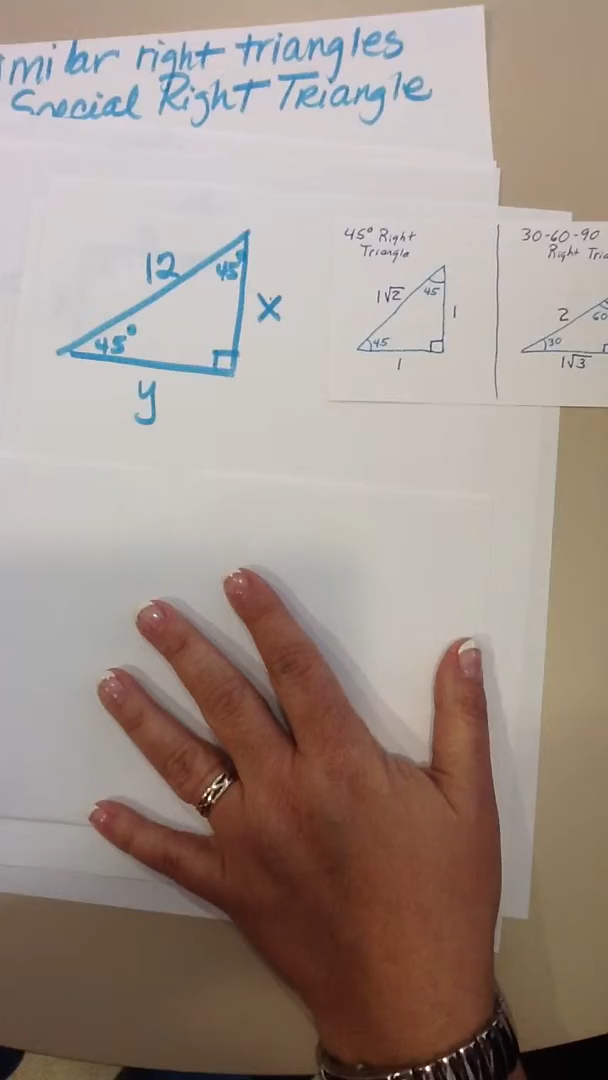 milar right triangles
Special Right Triangle
12
45°
x
45°
y
45° Right
Triangle
1√2
45
1
45
1
30-60-90
Right Tria
2
60
30
1√3